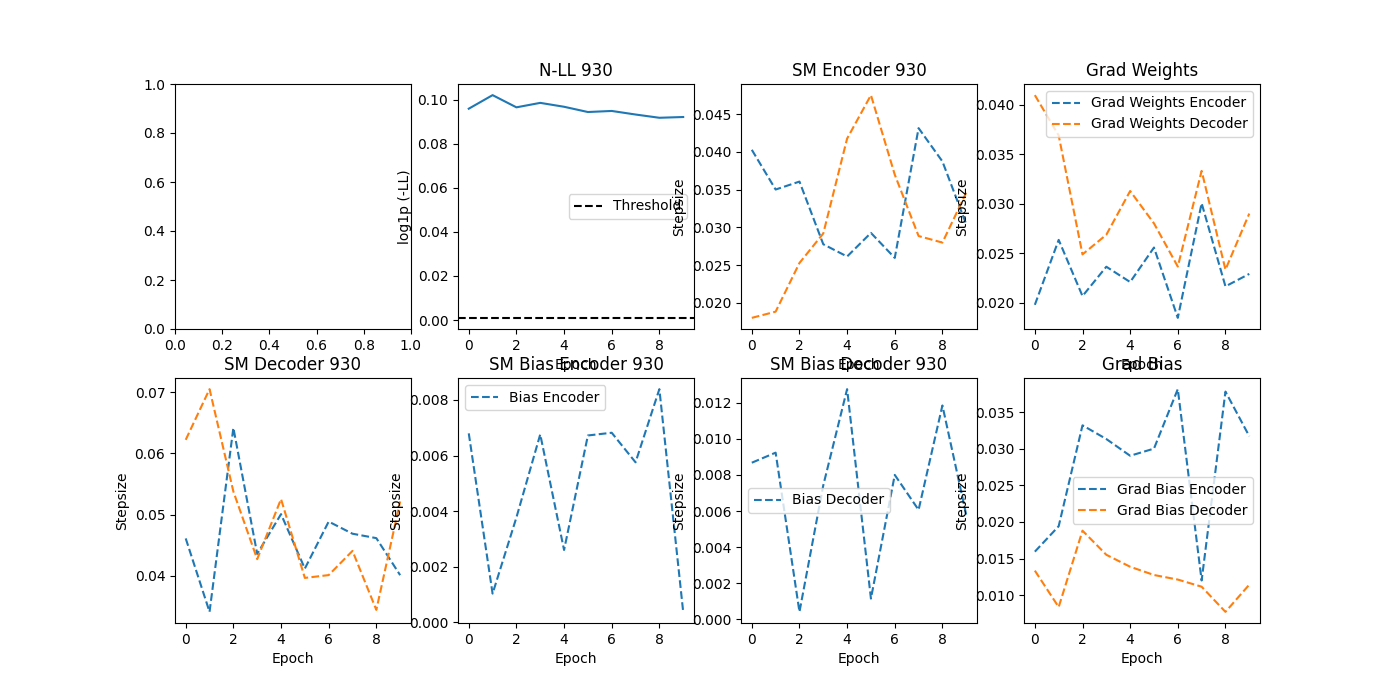 N-LL 930
SM Encoder 930
Grad Weights
1.0
0.8
0.6
0.4
0.2
0.0
0.0 0.2 0.4 0.6 0.8 1.0
log1p (-LL)
0.10
0.08
0.06
0.04
0.02
0.00
Threshold
0 2 4 6 8
Epoch
Stepsize
0.045
0.040
0.035
0.030
0.025
0.020
0 2 4 6 8
Epoch
Stepsize
0.040
0.035
0.030
0.025
0.020
Grad Weights Encoder
Grad Weights Decoder
0 2 4 6 8
Epoch
SM Decoder 930
SM Bias Encoder 930
SM Bias Decoder 930
Grad Bias
Stepsize
0.07
0.06
0.05
0.04
0 2 4 6 8
Epoch
Stepsize
0.008
0.006
0.004
0.002
0.000
Bias Encoder
0 2 4 6 8
Epoch
Stepsize
0.012
0.010
0.008
0.006
0.004
0.002
0.000
Bias Decoder
0 2 4 6 8
Epoch
Stepsize
0.035
0.030
0.025
0.020
0.015
0.010
Grad Bias Encoder
Grad Bias Decoder
0 2 4 6 8
Epoch